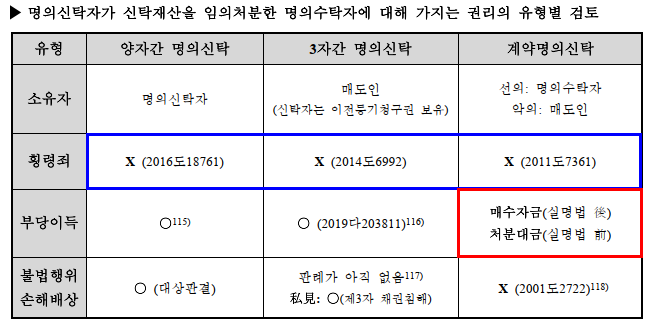 ▶ 명의신탁자가 신탁재산을 임의처분한 명의수탁자에 대해 가지는 권리의 유형별 검토
유형 양자간 명의신탁 3자간 명의신탁 계약명의신탁
소유자 명의신탁자 매도인 선의: 명의수탁자
(신탁자는 이전등기청구권 보유) 악의: 매도인
횡령죄 X (2016도18761) X (2014도6992) X (2011도7361)
부당이득 〇115) 〇 (2019다203811)116) 매수자금(실명법 後)
처분대금(실명법 前)
불법행위 손해배상 〇 (대상판결) 판례가 아직 없음117) X (2001도2722)118)
私見: 〇(제3자 채권침해)